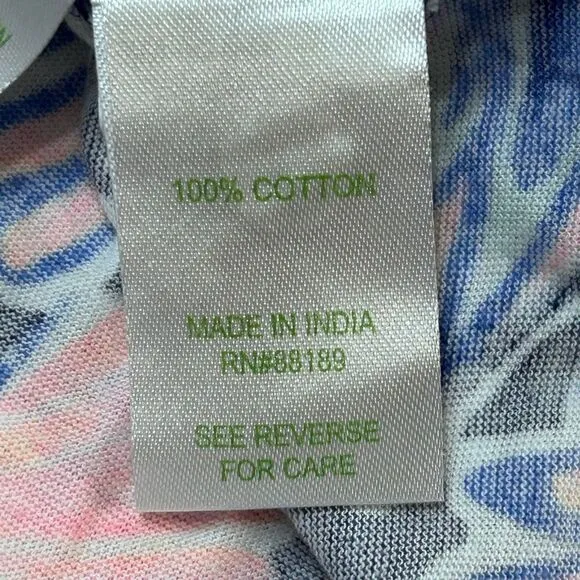 100% COTTON
MADE IN INDIA
RN#88189
SEE REVERSE
FOR CARE